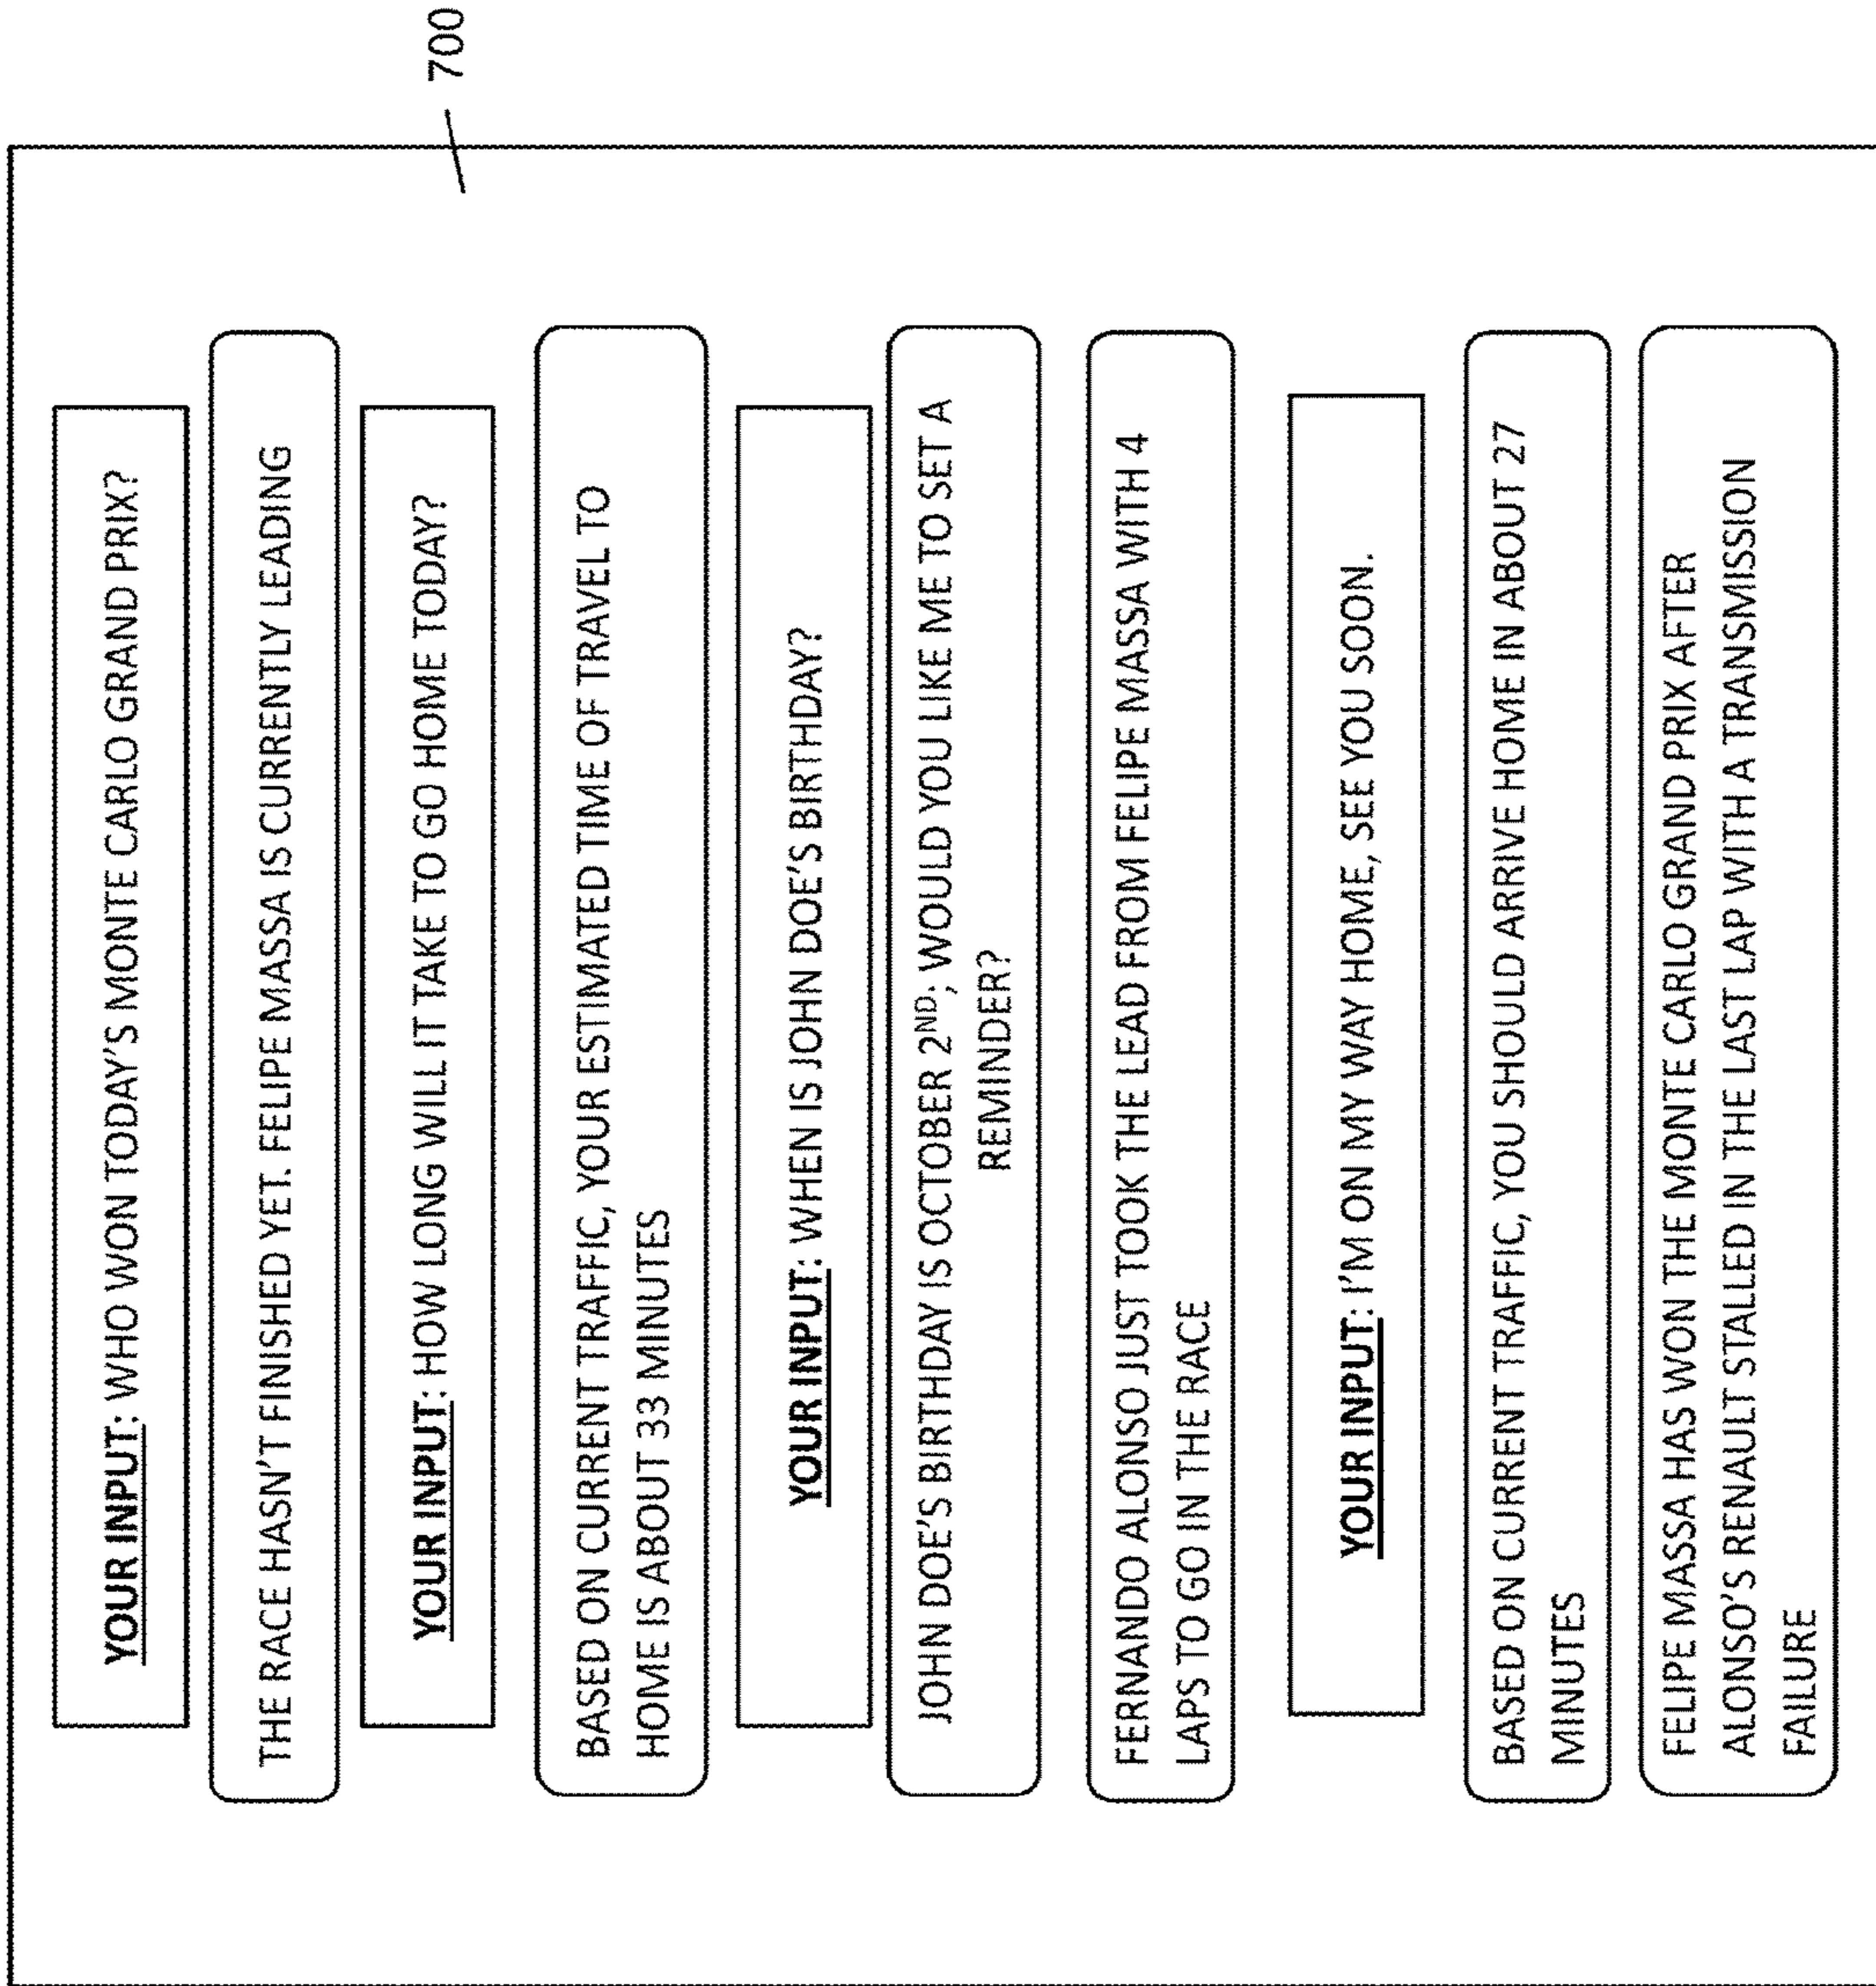 700
YOUR INPUT: WHO WON TODAY'S MONTE CARLO GRAND PRIX?
THE RACE HASN'T FINISHED YET. FELIPE MASSA IS CURRENTLY LEADING
YOUR INPUT: HOW LONG WILL IT TAKE TO GO HOME TODAY?
BASED ON CURRENT TRAFFIC, YOUR ESTIMATED TIME OF TRAVEL TO
HOME IS ABOUT 33 MINUTES
YOUR INPUT: WHEN IS JOHN DOE'S BIRTHDAY?
JOHN DOE'S BIRTHDAY IS OCTOBER 2ND; WOULD YOU LIKE ME TO SET A
REMINDER?
FERNANDO ALONSO JUST TOOK THE LEAD FROM FELIPE MASSA WITH 4
LAPS TO GO IN THE RACE
YOUR INPUT: I'M ON MY WAY HOME, SEE YOU SOON.
BASED ON CURRENT TRAFFIC, YOU SHOULD ARRIVE HOME IN ABOUT 27
MINUTES
FELIPE MASSA HAS WON THE MONTE CARLO GRAND PRIX AFTER
ALONSO'S RENAULT STALLED IN THE LAST LAP WITH A TRANSMISSION
FAILURE